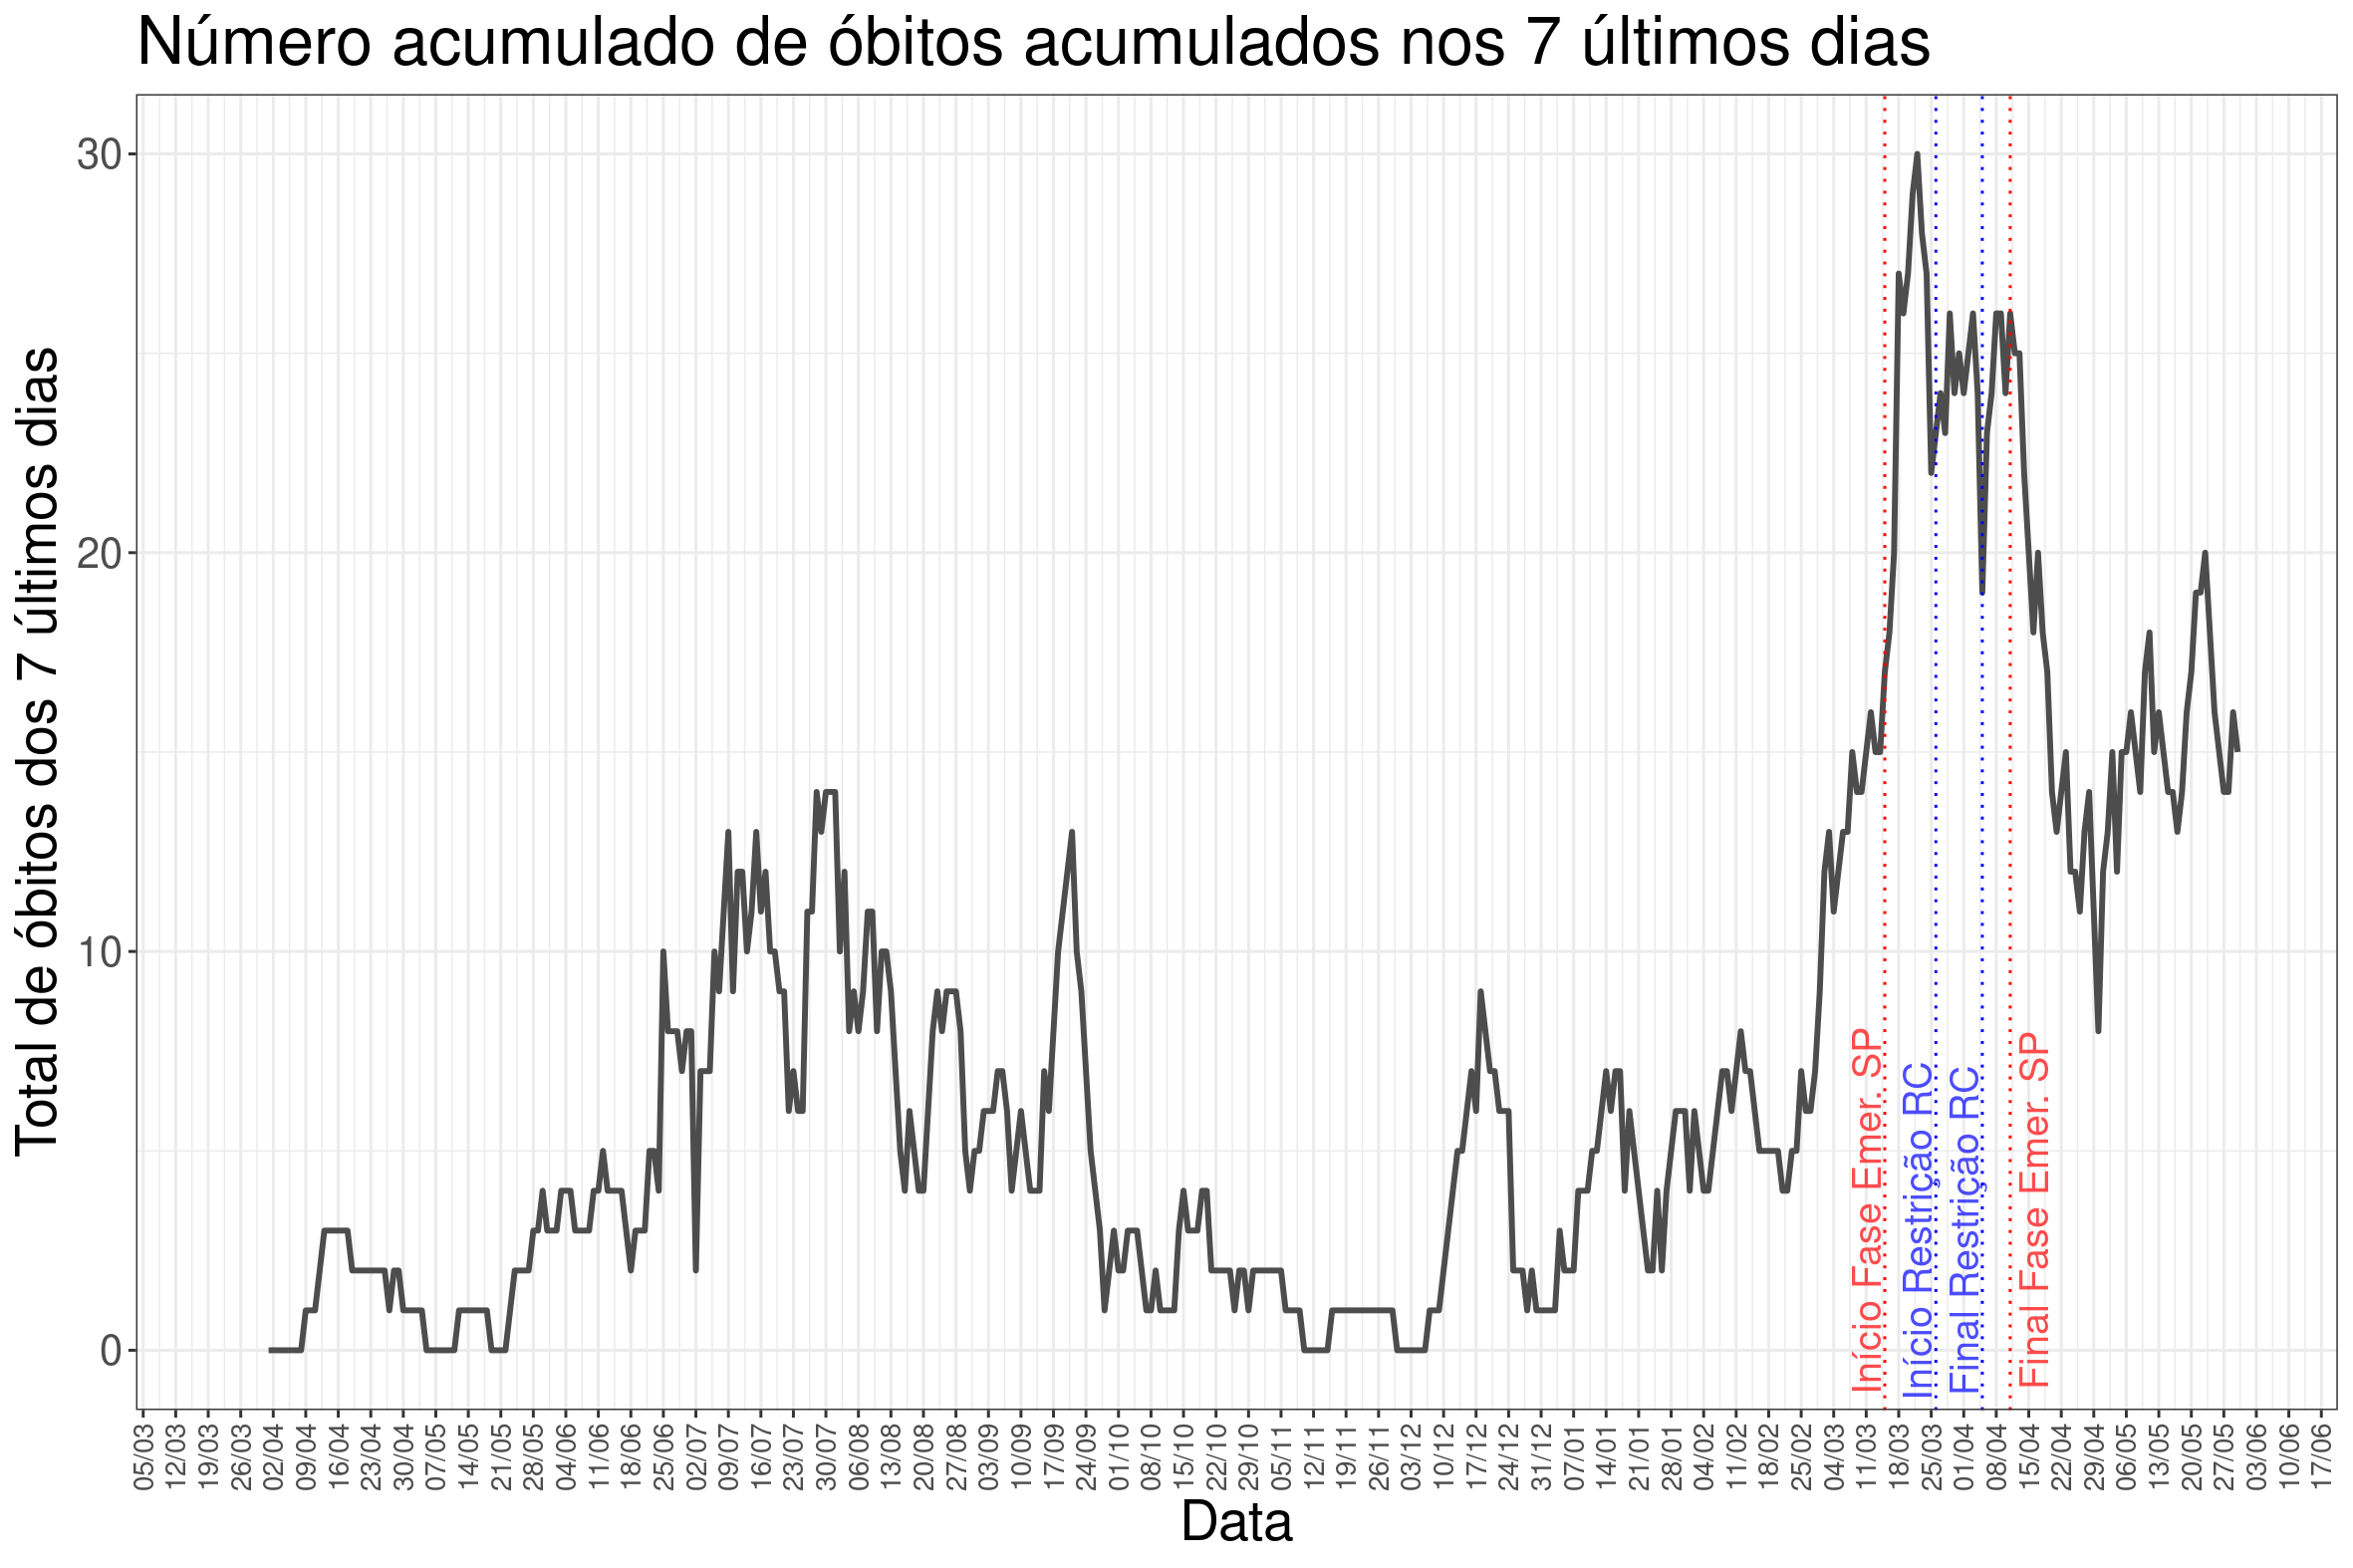 Número acumulado de óbitos acumulados nos 7 últimos dias
Total de óbitos dos 7 últimos dias
30
20
10
0
Início Fase Emer. SP
Início Restrição RC
Final Restrição RC
Final Fase Emer. SP
05/03 12/03 19/03 26/03 02/04 09/04 16/04 23/04 30/04 07/05 14/05 21/05 28/05 04/06 11/06 18/06 25/06 02/07 09/07 16/07 23/07 30/07 06/08 13/08 20/08 27/08 03/09 10/09 17/09 24/09 01/10 08/10 15/10 22/10 29/10 05/11 12/11 19/11 26/11 03/12 10/12 17/12 24/12 31/12 07/01 14/01 21/01 28/01 04/02 11/02 18/02 25/02 04/03 11/03 18/03 25/03 01/04 08/04 15/04 22/04 29/04 06/05 13/05 20/05 27/05 03/06 10/06 17/06
Data